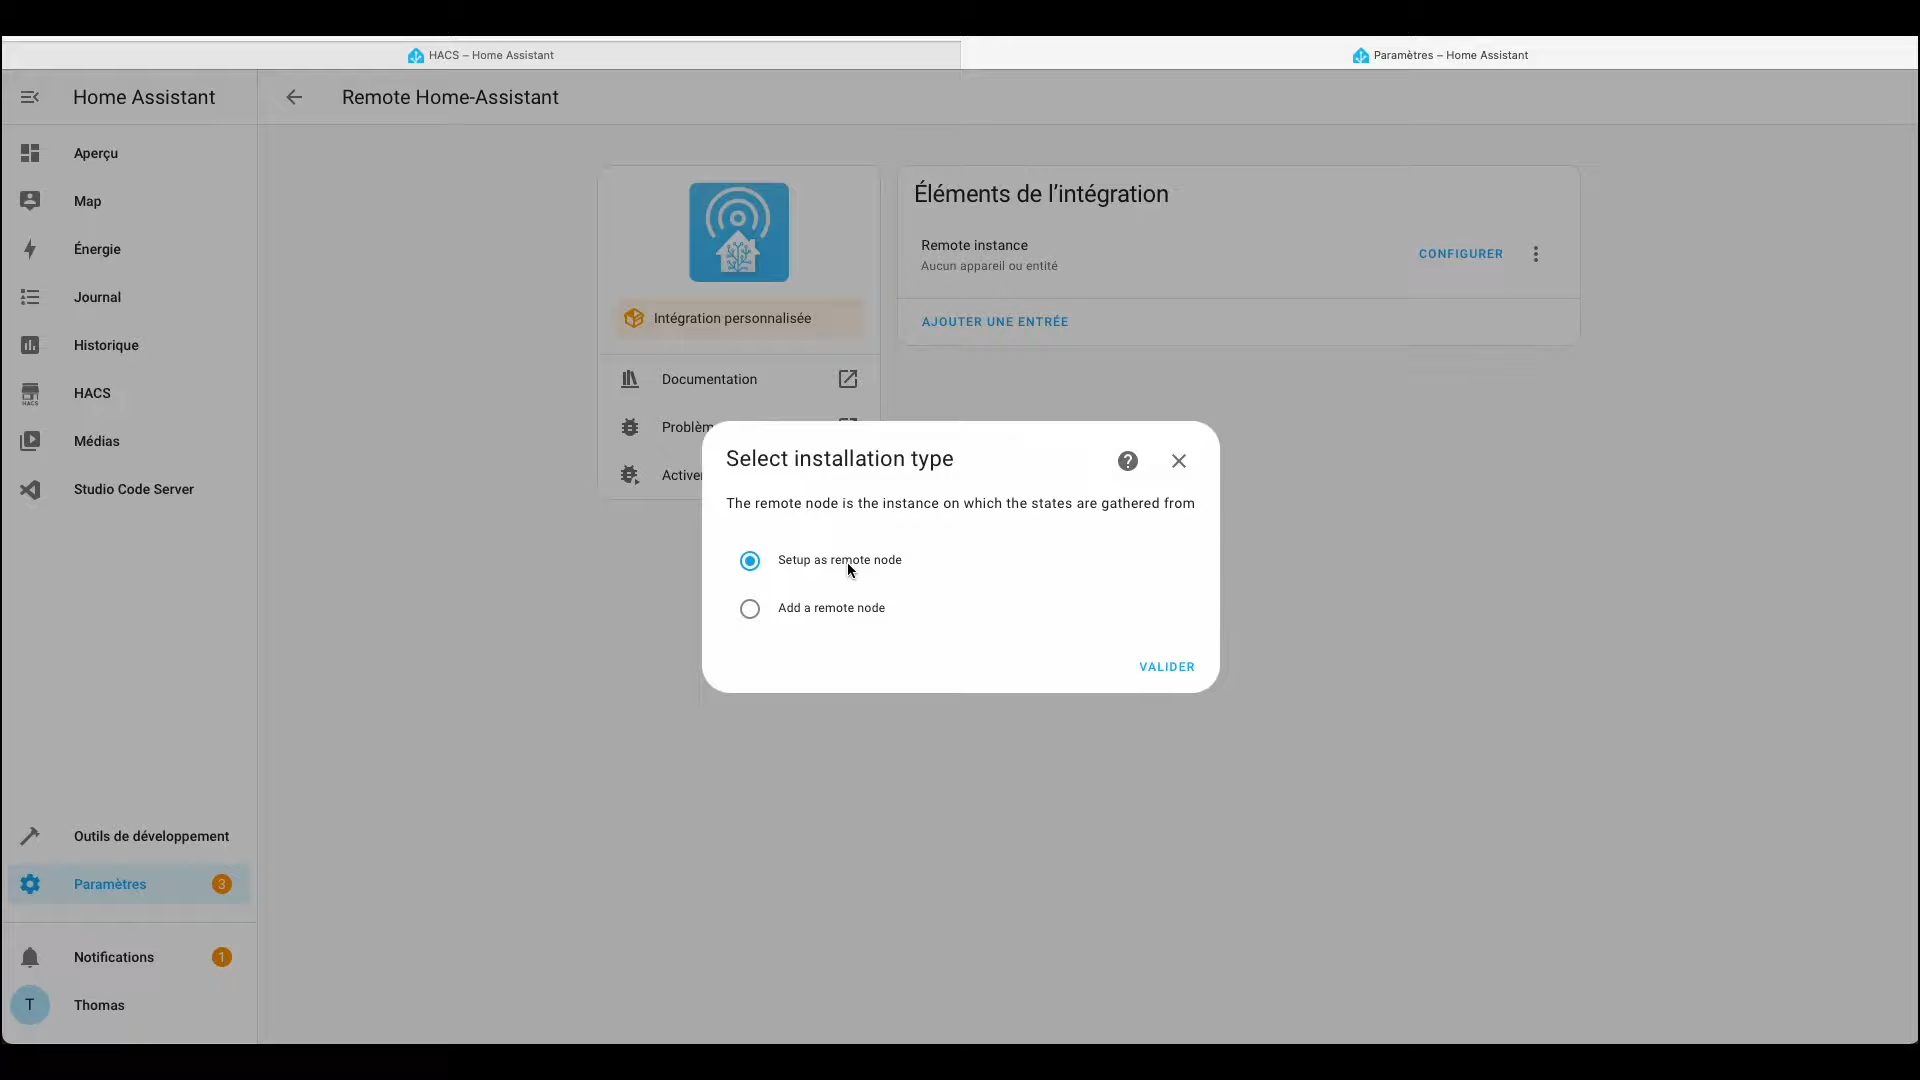 HACS – Home Assistant
Paramètres – Home Assistant
Home Assistant
Remote Home-Assistant
Aperçu
Map
Énergie
Journal
Historique
HACS
HACS
Médias
Studio Code Server
Outils de développement
Paramètres
3
Notifications
1
T
Thomas
Intégration personnalisée
Documentation
Problèm
Activer
Éléments de l’intégration
Remote instance
Aucun appareil ou entité
CONFIGURER
AJOUTER UNE ENTRÉE
Select installation type
The remote node is the instance on which the states are gathered from
Setup as remote node
Add a remote node
VALIDER